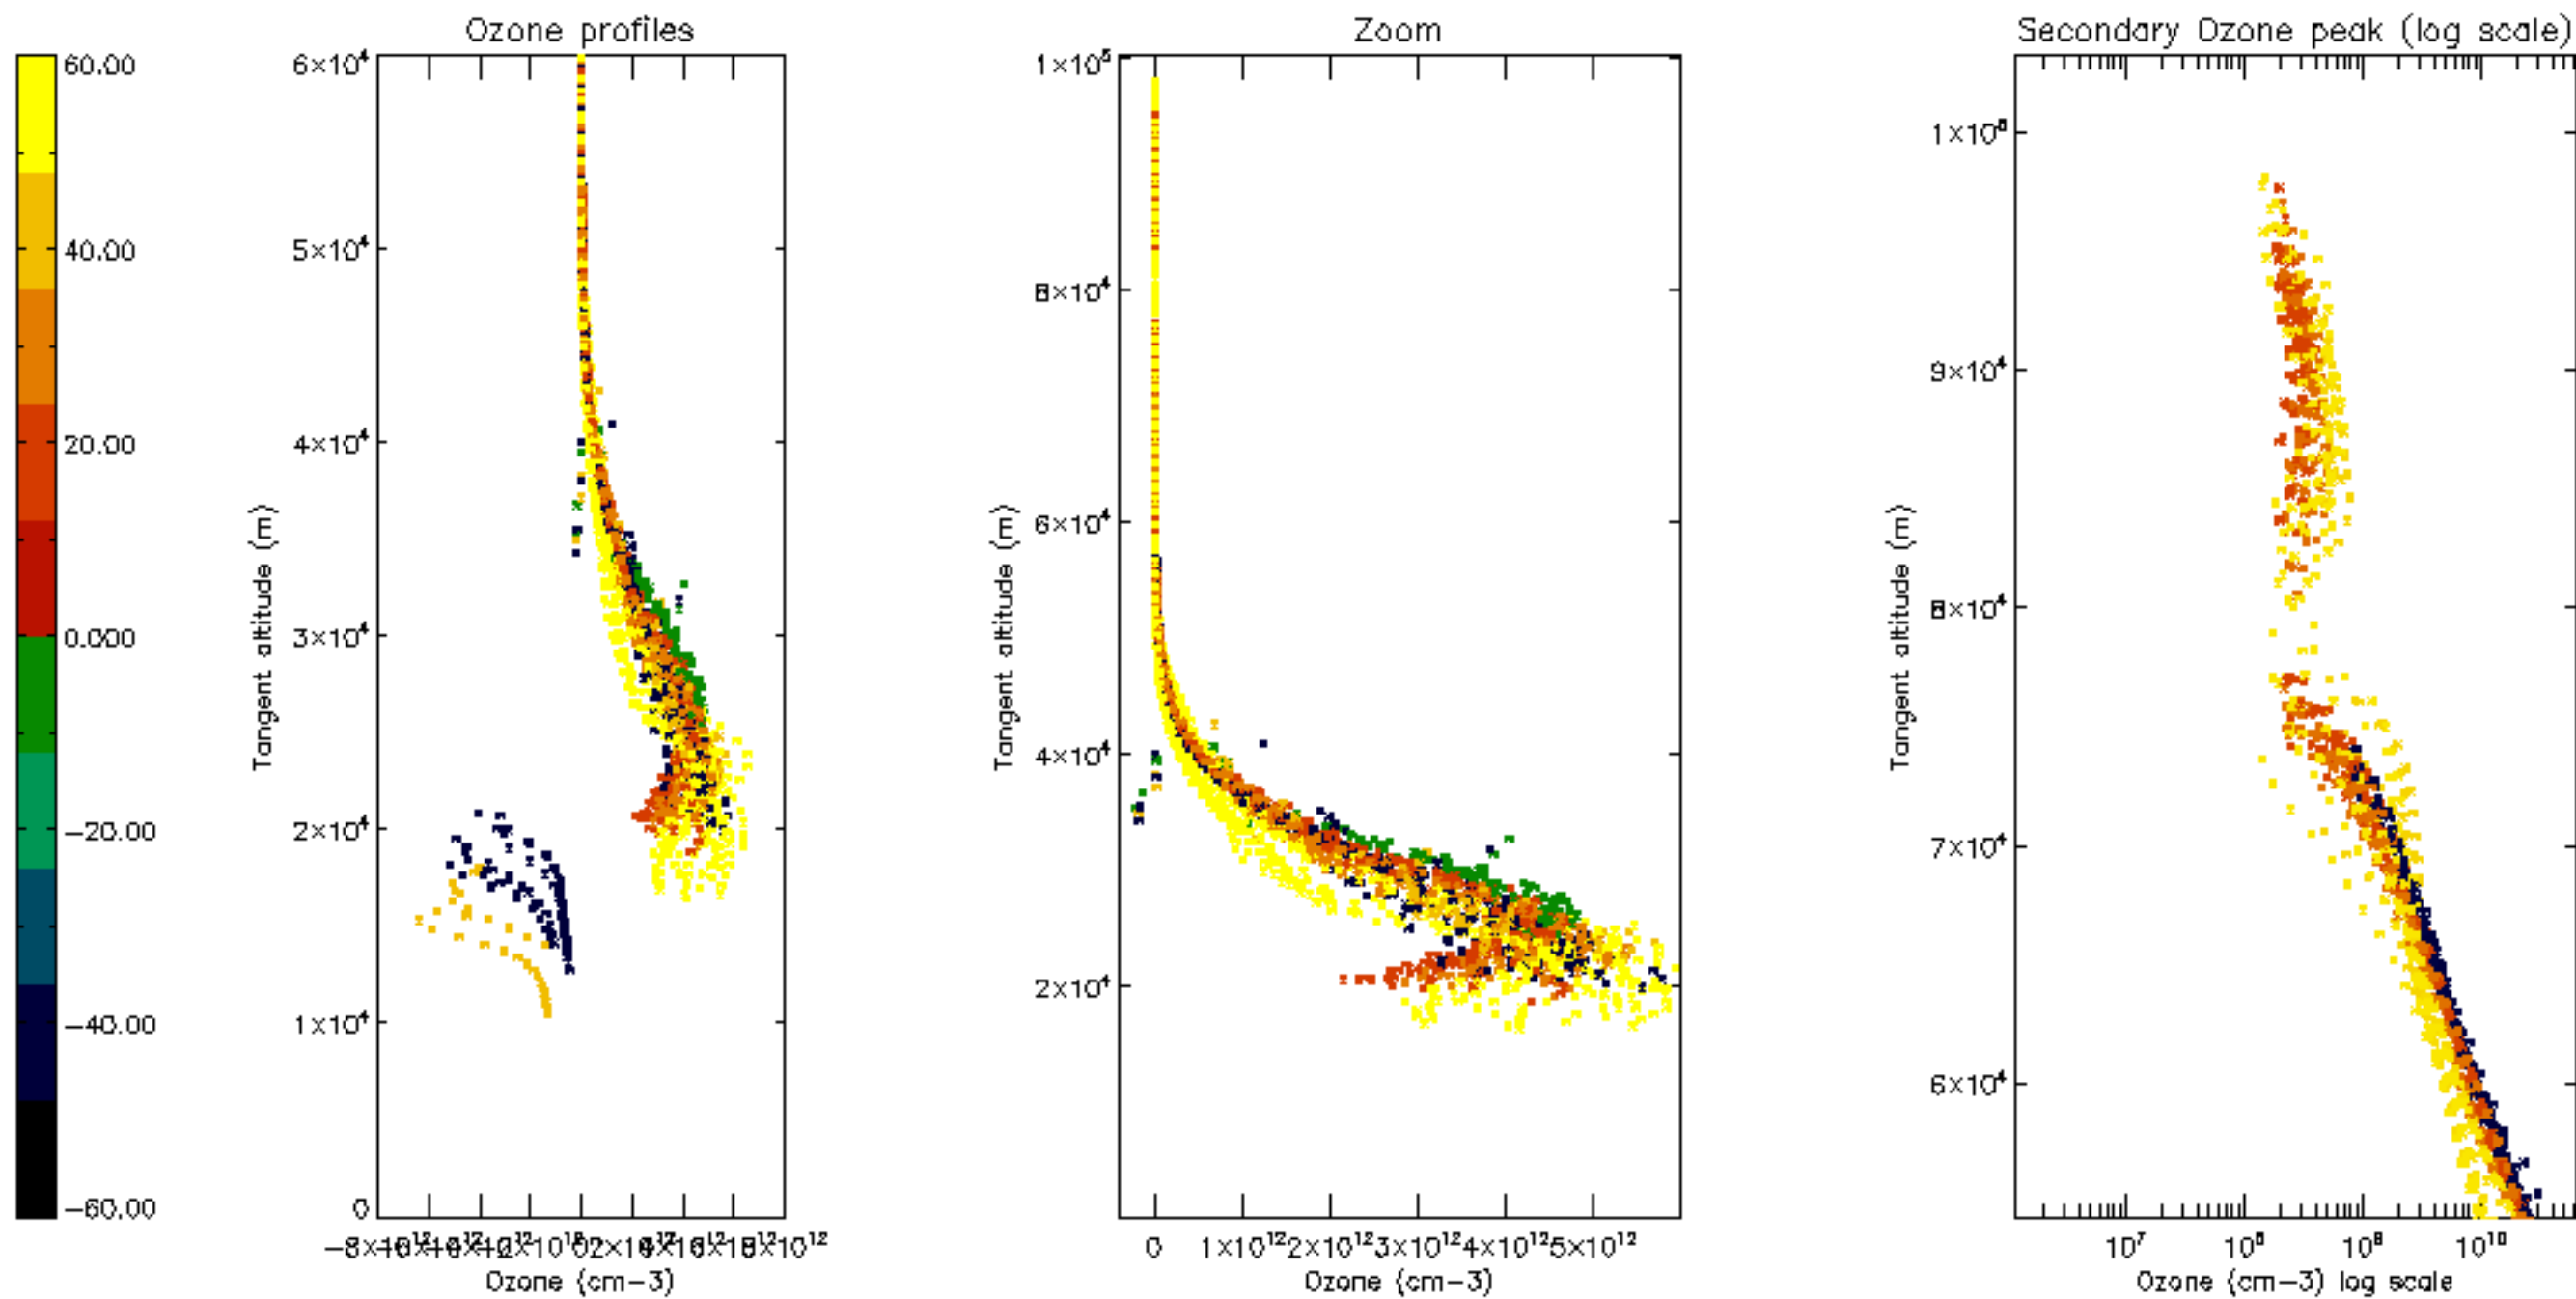 Ozone profiles
Zoom
Secondary Ozone peak (log scale)
60.00
40.00
20.00
0.000
-20.00
-40.00
-60.00
6×10⁴
5×10⁴
4×10⁴
3×10⁴
2×10⁴
1×10⁴
0
Tangent altitude (m)
Ozone (cm-3)
1×10⁵
8×10⁴
6×10⁴
4×10⁴
2×10⁴
Tangent altitude (m)
0 1×10¹² 2×10¹² 3×10¹² 4×10¹² 5×10¹²
Ozone (cm-3)
9×10⁴
8×10⁴
7×10⁴
6×10⁴
Tangent altitude (m)
10⁷ 10⁸ 10⁹ 10¹⁰
Ozone (cm-3) log scale